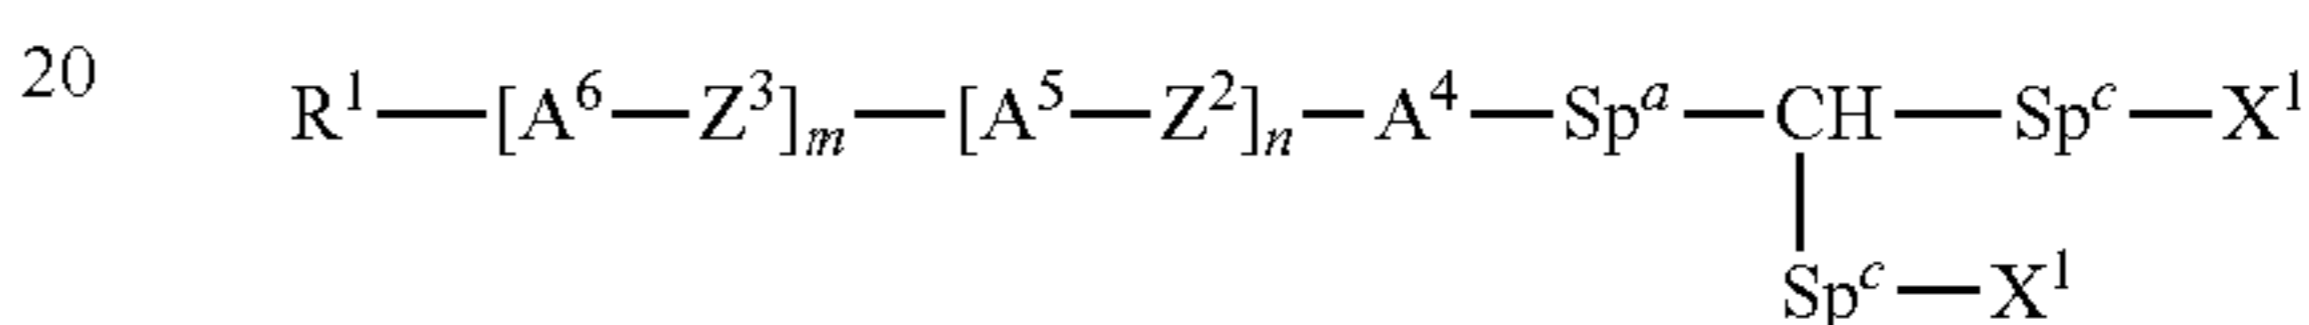 20
R¹—[A⁶—Z³]ₘ—[A⁵—Z²]ₙ—A⁴—Spᵃ—CH—Spᶜ—X¹
Spᶜ—X¹